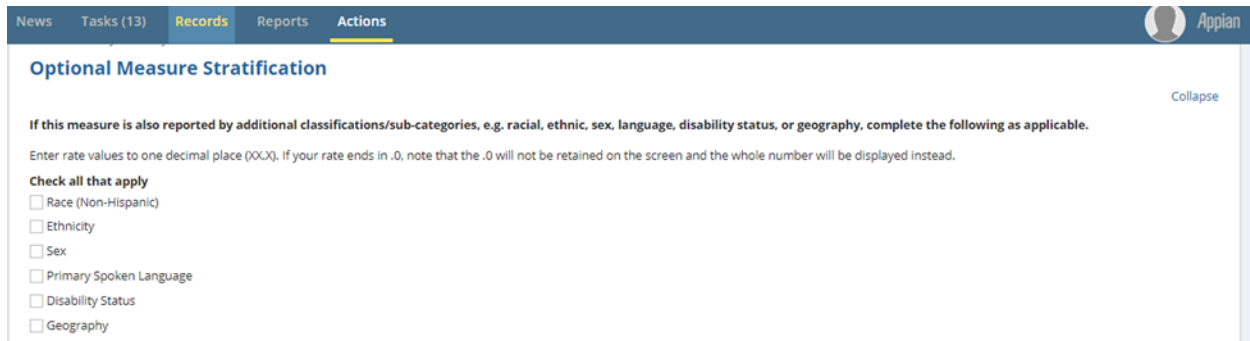 News Tasks (13) Records Reports Actions Appian
Optional Measure Stratification
Collapse
If this measure is also reported by additional classifications/sub-categories, e.g. racial, ethnic, sex, language, disability status, or geography, complete the following as applicable.
Enter rate values to one decimal place (XX.X). If your rate ends in .0, note that the .0 will not be retained on the screen and the whole number will be displayed instead.
Check all that apply
Race (Non-Hispanic)
Ethnicity
Sex
Primary Spoken Language
Disability Status
Geography